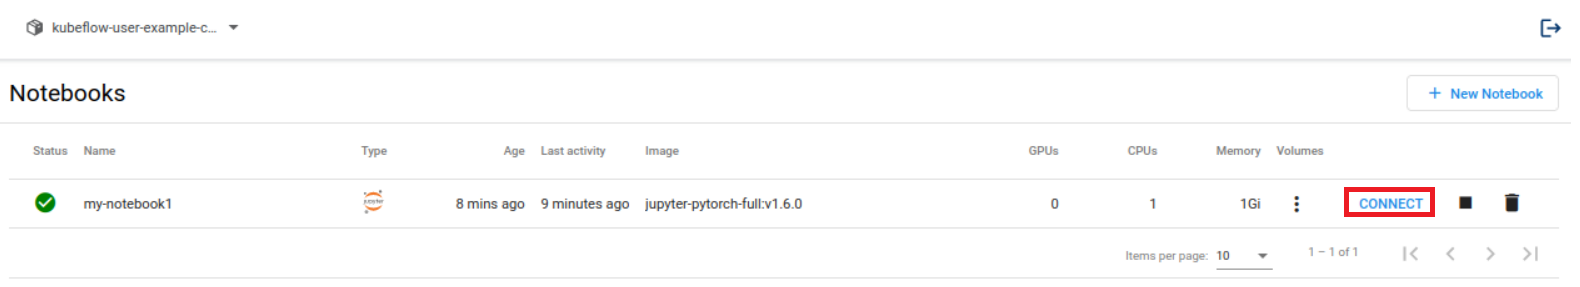 kubeflow-user-example-c...
Notebooks
+ New Notebook
Status Name Type Age Last activity Image GPUs CPUs Memory Volumes
my-notebook1 jupyter 8 mins ago 9 minutes ago jupyter-pytorch-full:v1.6.0 0 1 1Gi CONNECT
Items per page: 10 1 – 1 of 1